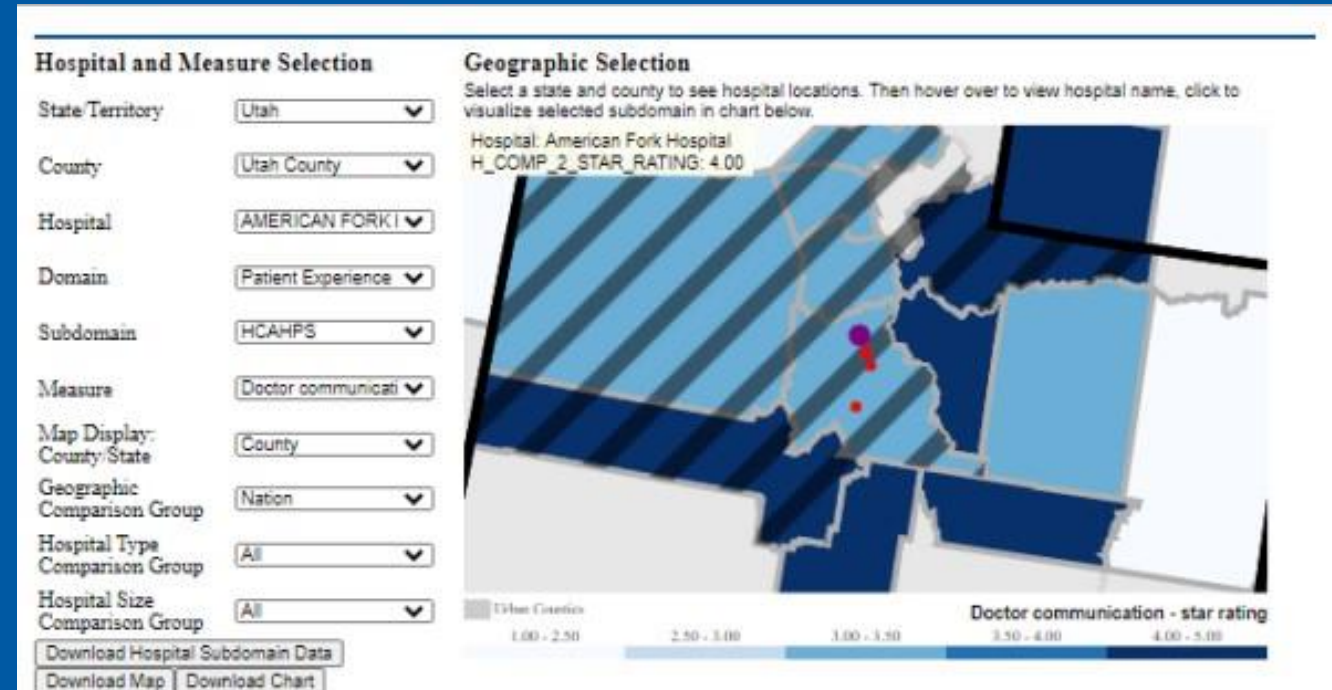 Hospital and Measure Selection
State/Territory
Utah
County
Utah County
Hospital
AMERICAN FORK
Domain
Patient Experience
Subdomain
HCAHPS
Measure
Doctor communicati
Map Display:
County/State
County
Geographic
Comparison Group
Nation
Hospital Type
Comparison Group
All
Hospital Size
Comparison Group
All
Download Hospital Subdomain Data
Download Map
Download Chart
Geographic Selection
Select a state and county to see hospital locations. Then hover over to view hospital name, click to
visualize selected subdomain in chart below.
Hospital: American Fork Hospital
H_COMP_2_STAR_RATING: 4.00
Urban Counties
Doctor communication - star rating
1.00 - 2.50
2.50 - 3.00
3.00 - 3.50
3.50 - 4.00
4.00 - 5.00